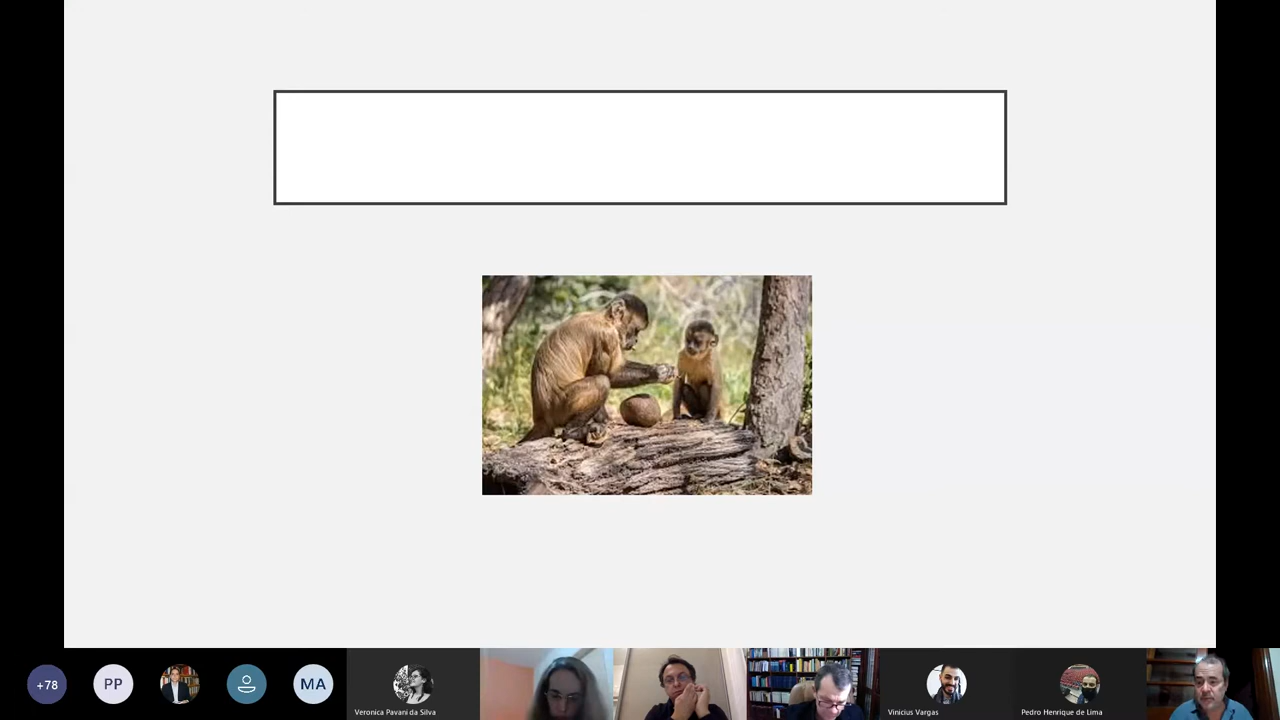 +78
PP
MA
Veronica Pavani da Silva
Vinicius Vargas
Pedro Henrique de Lima